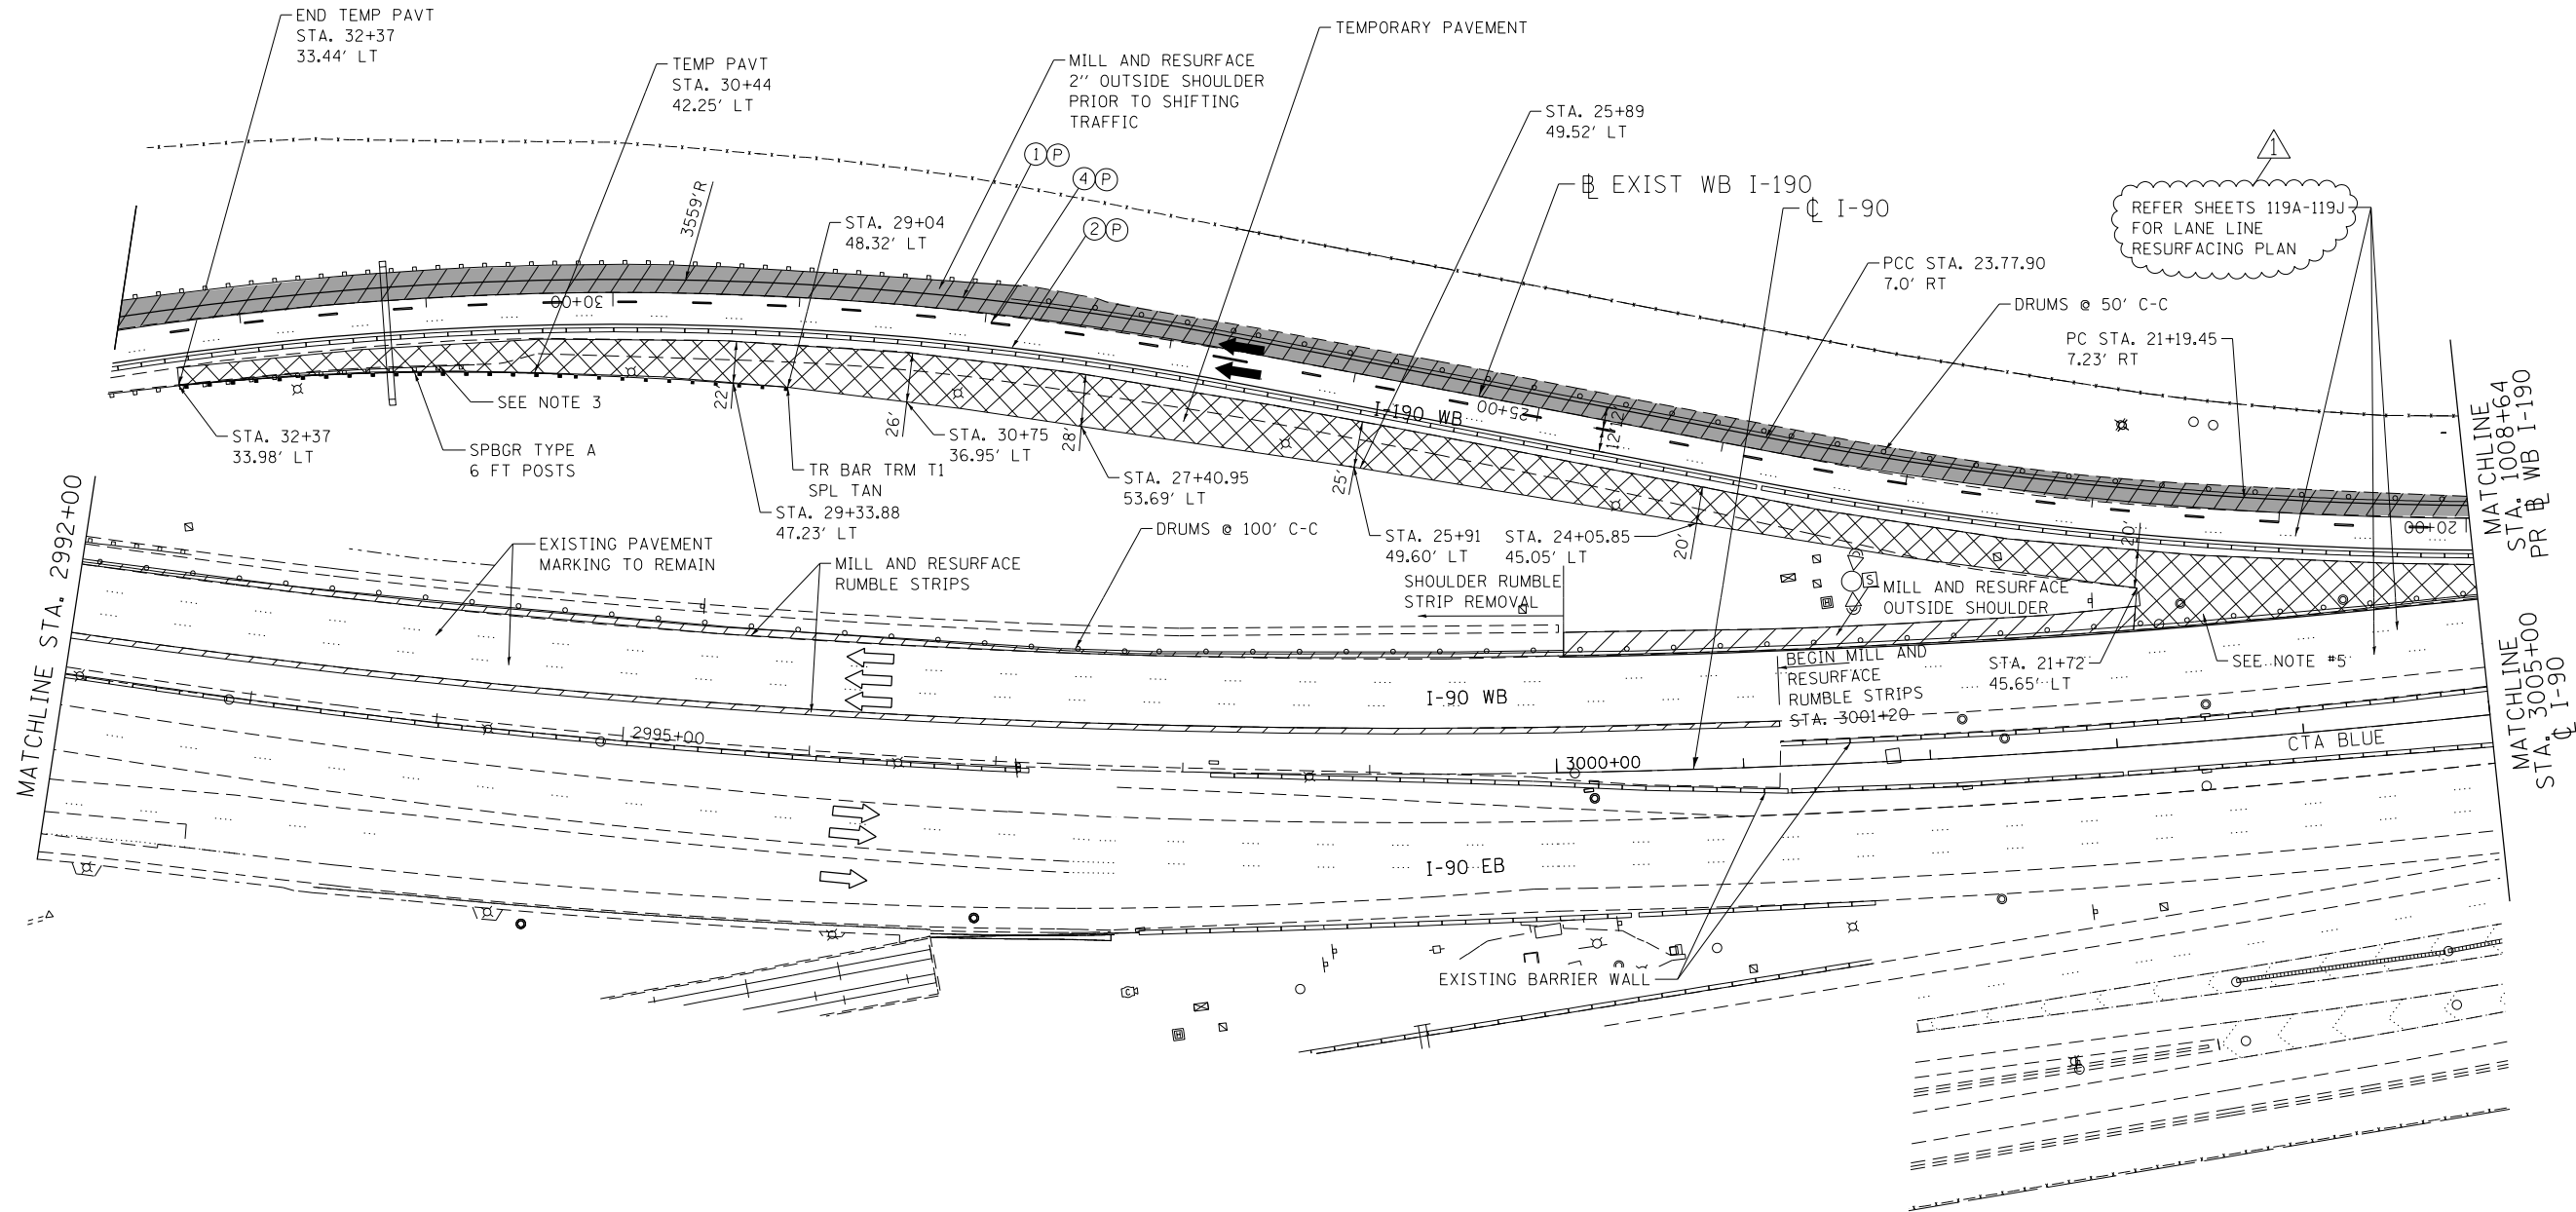 END TEMP PAVT
STA. 32+37
33.44' LT
TEMP PAVT
STA. 30+44
42.25' LT
TEMPORARY PAVEMENT
MILL AND RESURFACE
2'' OUTSIDE SHOULDER
PRIOR TO SHIFTING
TRAFFIC
STA. 25+89
49.52' LT
1
1 P
4 P
2 P
3559'R
STA. 29+04
48.32' LT
℄ EXIST WB I-190
℄ I-90
REFER SHEETS 119A-119J
FOR LANE LINE
RESURFACING PLAN
PCC STA. 23.77.90
7.0' RT
DRUMS @ 50' C-C
PC STA. 21+19.45
7.23' RT
30+00
25+00
20+00
I-190 WB
12'
12'
SEE NOTE 3
STA. 32+37
33.98' LT
SPBGR TYPE A
6 FT POSTS
22'
26'
28'
25'
20'
20'
STA. 30+75
36.95' LT
TR BAR TRM T1
SPL TAN
STA. 29+33.88
47.23' LT
STA. 27+40.95
53.69' LT
DRUMS @ 100' C-C
STA. 25+91
49.60' LT
STA. 24+05.85
45.05' LT
SHOULDER RUMBLE
STRIP REMOVAL
EXISTING PAVEMENT
MARKING TO REMAIN
MILL AND RESURFACE
RUMBLE STRIPS
S
MILL AND RESURFACE
OUTSIDE SHOULDER
BEGIN MILL AND
RESURFACE
RUMBLE STRIPS
STA. 3001+20
STA. 21+72
45.65' LT
SEE NOTE #5
MATCHLINE STA. 2992+00
MATCHLINE
STA. 1008+64
PR ℄ WB I-190
MATCHLINE
STA. 3005+00
℄ I-90
I-90 WB
2995+00
3000+00
CTA BLUE
I-90 EB
EXISTING BARRIER WALL
C
H
H